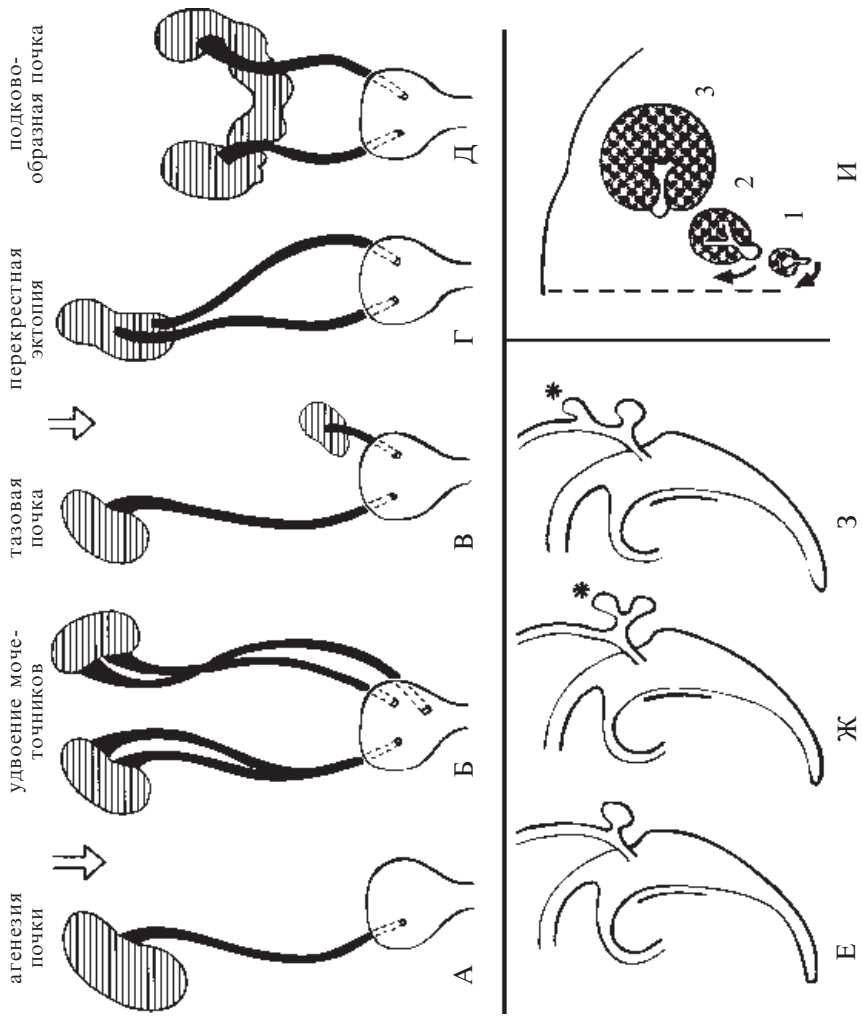 агенезия
почки
удвоение моче-
точников
тазовая
почка
перекрестная
эктопия
подково-
образная почка
А
Б
В
Г
Д
*
*
3
2
1
Е
Ж
З
И